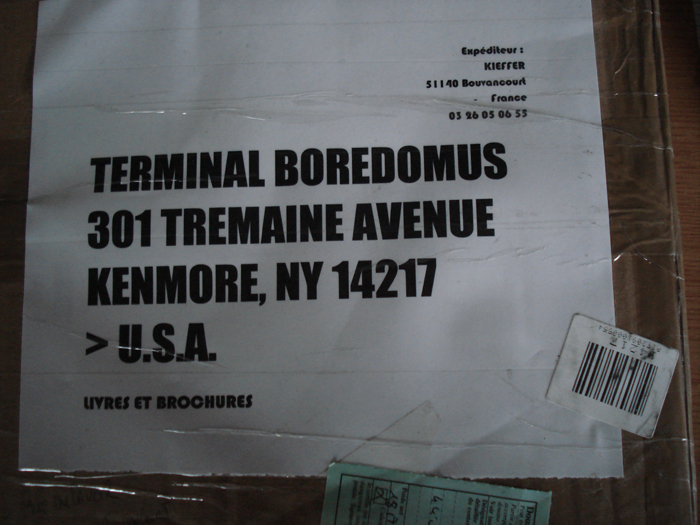 Expéditeur :
KIEFFER
51140 Bouvancourt
- France
03 26 05 06 55
TERMINAL BOREDOMUS
301 TREMAINE AVENUE
KENMORE, NY 14217
> U.S.A.
LIVRES ET BROCHURES